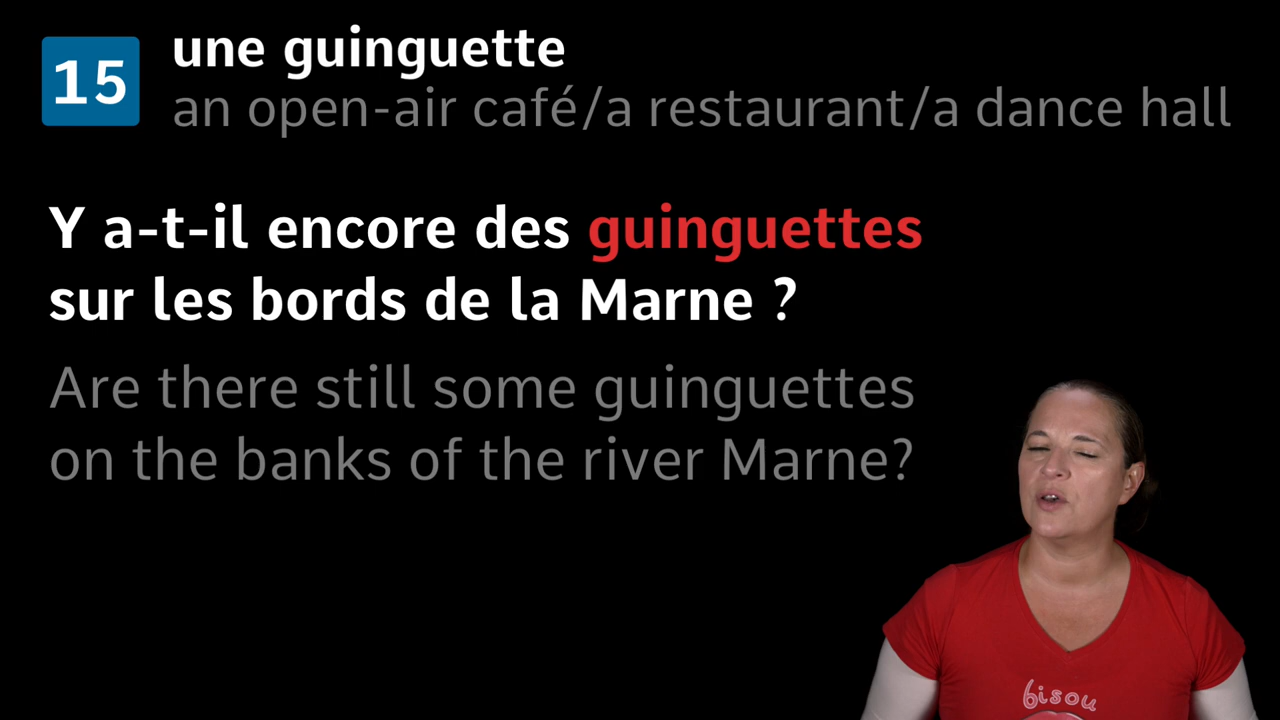 15
une guinguette
an open-air café/a restaurant/a dance hall
Y a-t-il encore des guinguettes
sur les bords de la Marne ?
Are there still some guinguettes
on the banks of the river Marne?
bisou